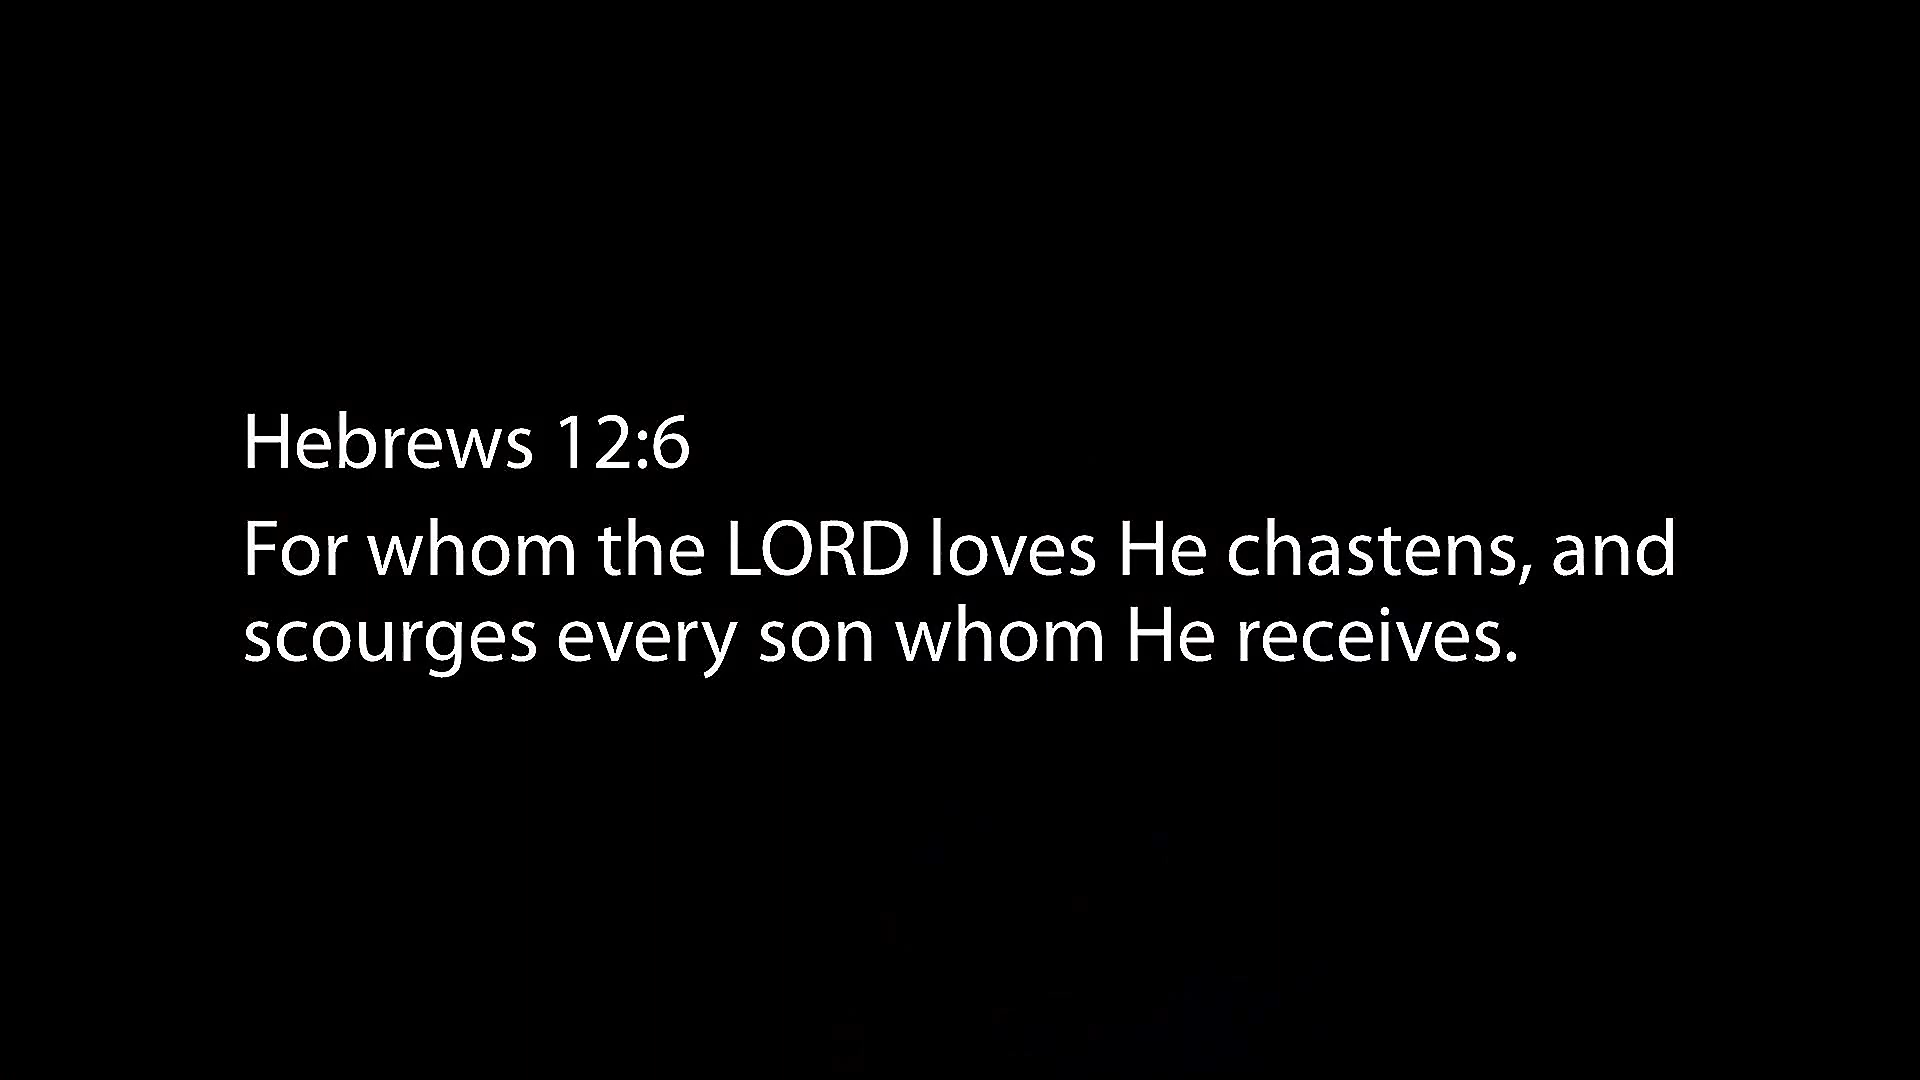 Hebrews 12:6
For whom the LORD loves He chastens, and
scourges every son whom He receives.